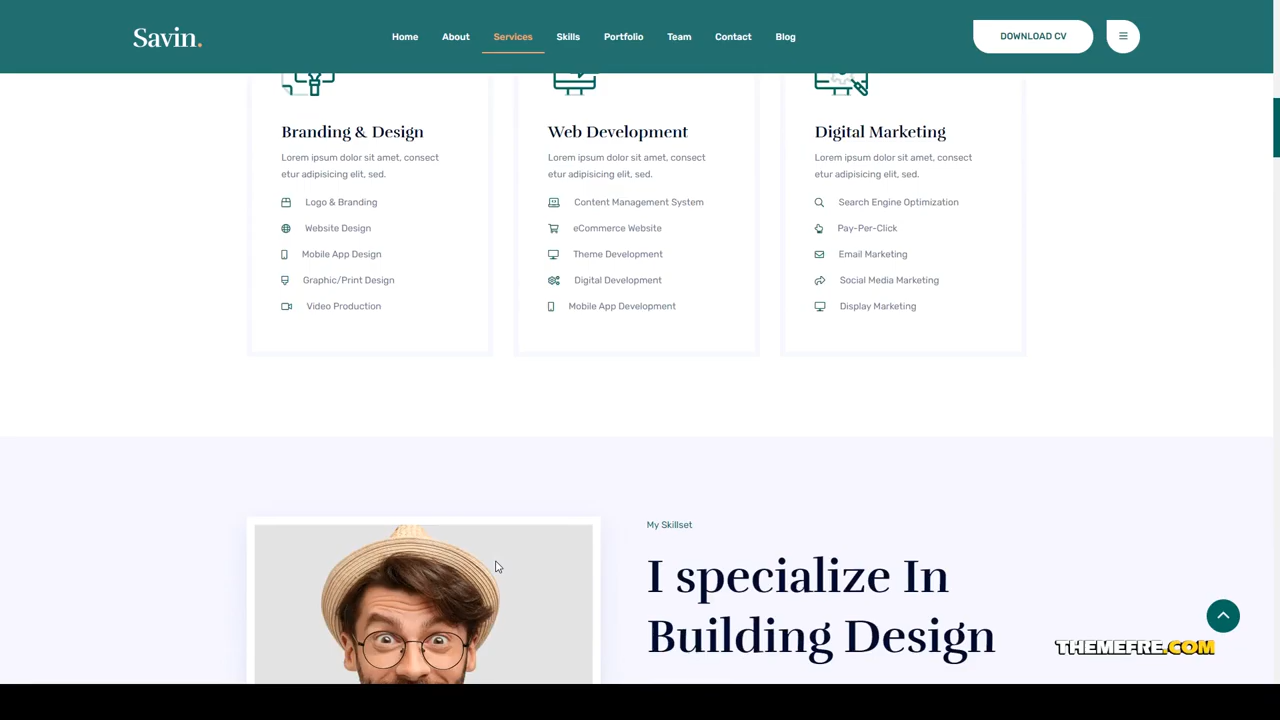 Savin.
Home About Services Skills Portfolio Team Contact Blog
DOWNLOAD CV
Branding & Design
Lorem ipsum dolor sit amet, consect
etur adipisicing elit, sed.
Logo & Branding
Website Design
Mobile App Design
Graphic/Print Design
Video Production
Web Development
Lorem ipsum dolor sit amet, consect
etur adipisicing elit, sed.
Content Management System
eCommerce Website
Theme Development
Digital Development
Mobile App Development
Digital Marketing
Lorem ipsum dolor sit amet, consect
etur adipisicing elit, sed.
Search Engine Optimization
Pay-Per-Click
Email Marketing
Social Media Marketing
Display Marketing
My Skillset
I specialize In
Building Design
THEMEFRE.COM